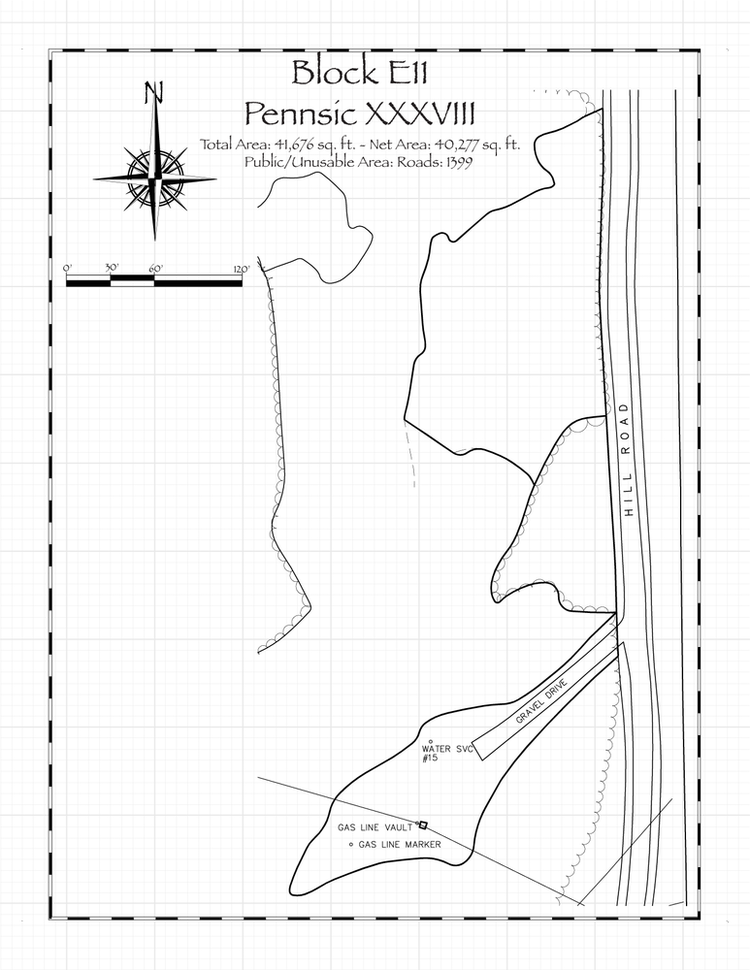 Block E11
N
Pennsic XXXVIII
Total Area: 41,676 sq. ft. - Net Area: 40,277 sq. ft.
Public/Unusable Area: Roads: 1399
0' 30' 60' 120'
HILL ROAD
GRAVEL DRIVE
WATER SVC
#15
GAS LINE VAULT
GAS LINE MARKER